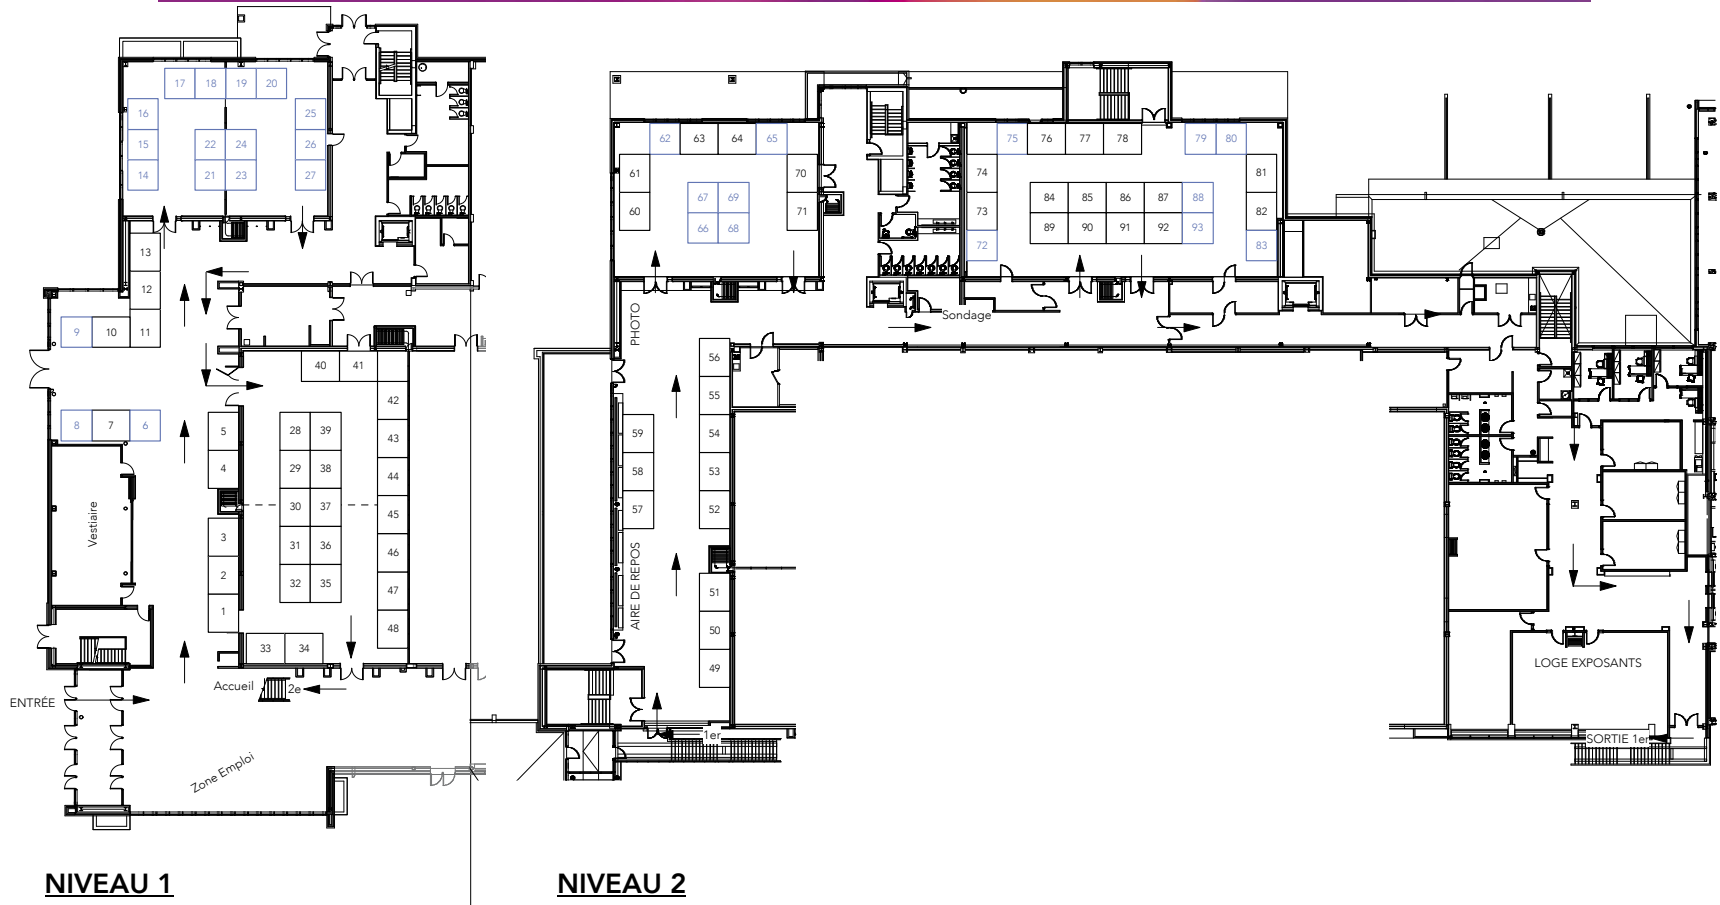 17 18 19 20
16 25
15 22 24 26
14 21 23 27
13
12
9 10 11
40 41
42
8 7 6 5 28 39 43
4 29 38 44
Vestiaire
30 37 45
3 31 36 46
2 32 35 47
1 48
33 34
Accueil 2e
ENTRÉE
Zone Emploi
NIVEAU 1
62 63 64 65
61 70
67 69
60 71
66 68
75 76 77 78 79 80
74 81
84 85 86 87 88
73 82
89 90 91 92 93
72 83
PHOTO
Sondage
56
55
59 54
58 53
57 52
AIRE DE REPOS
51
50
49
1er
LOGE EXPOSANTS
SORTIE 1er
NIVEAU 2